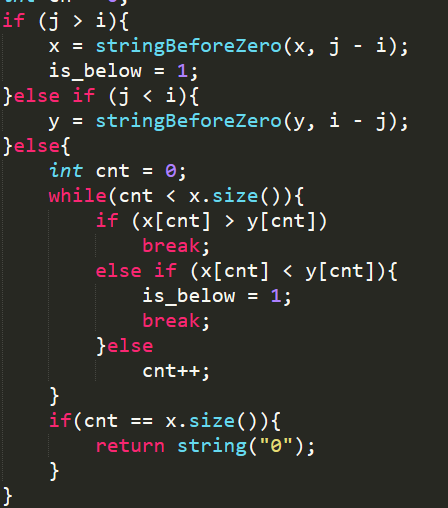 if (j > i){
    x = stringBeforeZero(x, j - i);
    is_below = 1;
}else if (j < i){
    y = stringBeforeZero(y, i - j);
}else{
    int cnt = 0;
    while(cnt < x.size()){
        if (x[cnt] > y[cnt])
            break;
        else if (x[cnt] < y[cnt]){
            is_below = 1;
            break;
        }else
            cnt++;
    }
    if(cnt == x.size()){
        return string("0");
    }
}